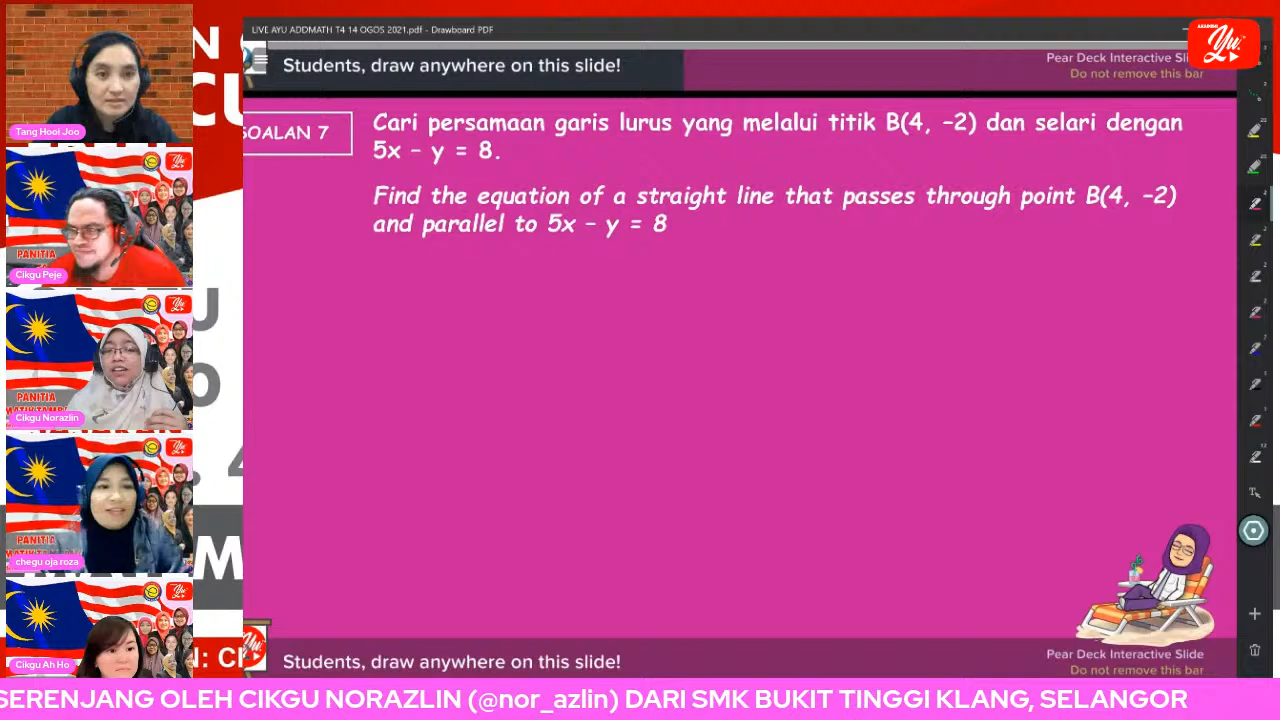 LIVE AYU ADDMATH T4 14 OGOS 2021.pdf - Drawboard PDF
Students, draw anywhere on this slide!
Pear Deck Interactive Slid
Do not remove this bar
SOALAN 7
Cari persamaan garis lurus yang melalui titik B(4, -2) dan selari dengan
5x - y = 8.
Find the equation of a straight line that passes through point B(4, -2)
and parallel to 5x - y = 8
Students, draw anywhere on this slide!
Pear Deck Interactive Slide
Do not remove this bar
Tang Hooi Joo
PANITIA
Cikgu Peje
PANITIA
Cikgu Norazlin
PANITIA
chegu oja roza
Cikgu Ah Ho
SERENJANG OLEH CIKGU NORAZLIN (@nor_azlin) DARI SMK BUKIT TINGGI KLANG, SELANGOR